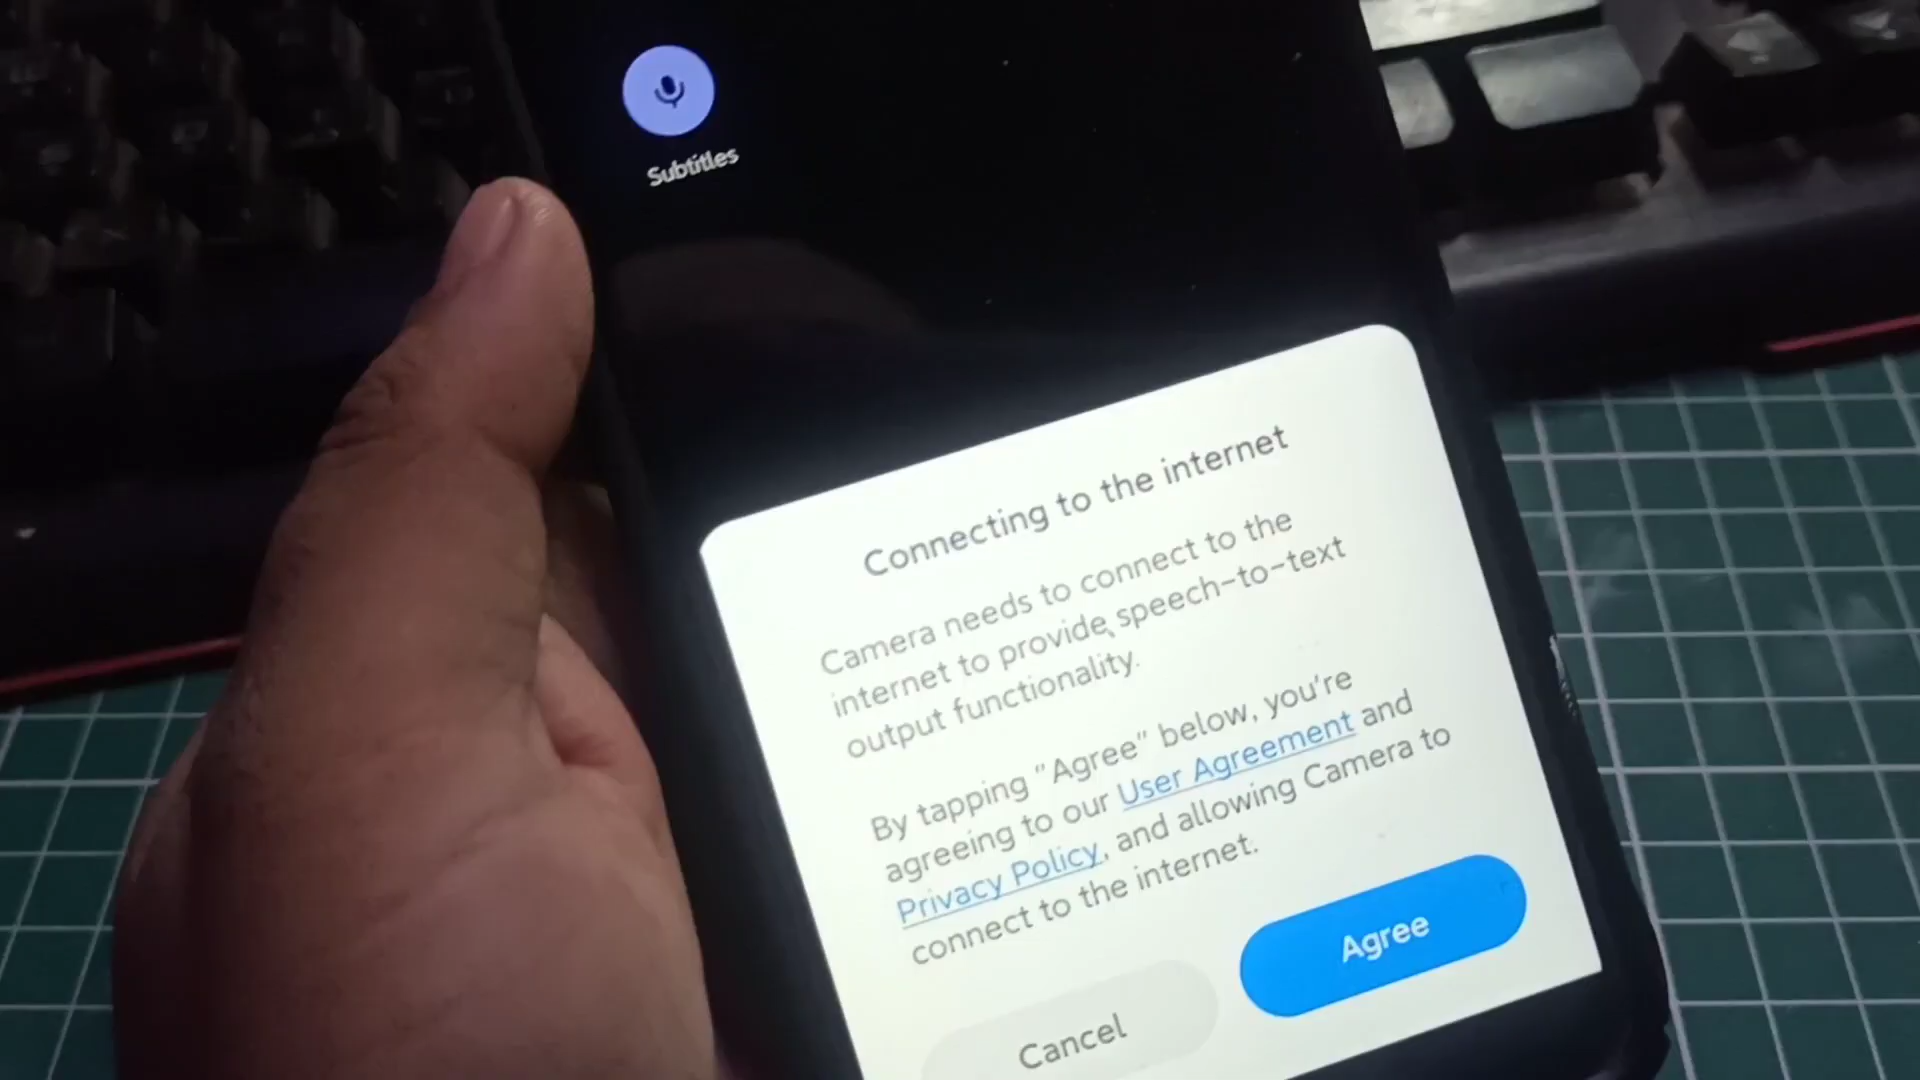 Subtitles
Connecting to the internet
Camera needs to connect to the
internet to provide speech-to-text
output functionality.
By tapping "Agree" below, you're
agreeing to our User Agreement and
Privacy Policy, and allowing Camera to
connect to the internet.
Cancel
Agree